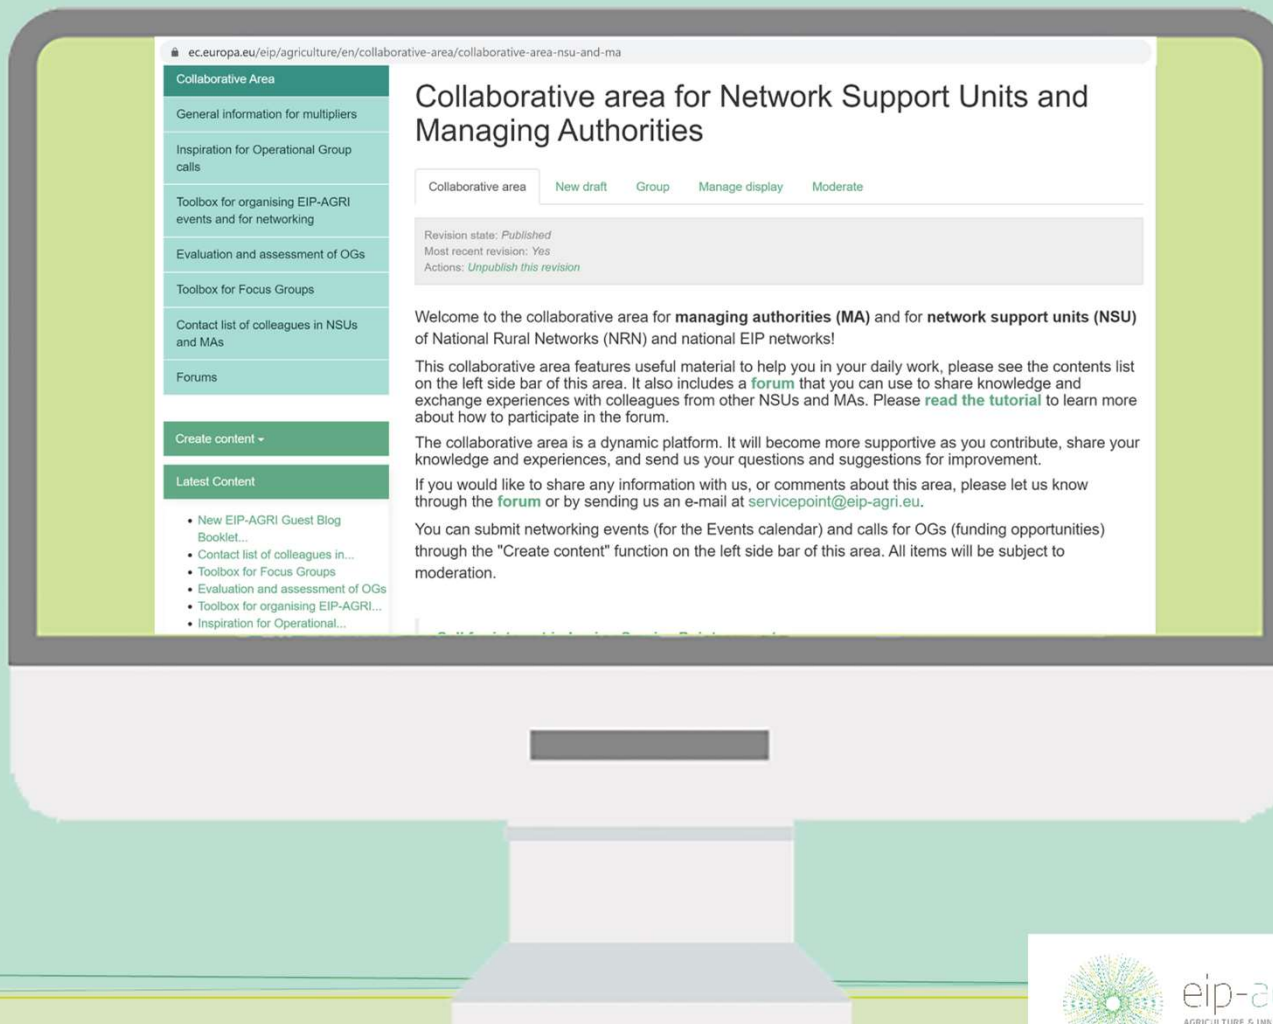 ec.europa.eu/eip/agriculture/en/collaborative-area/collaborative-area-nsu-and-ma
Collaborative Area
General information for multipliers
Inspiration for Operational Group
calls
Toolbox for organising EIP-AGRI
events and for networking
Evaluation and assessment of OGs
Toolbox for Focus Groups
Contact list of colleagues in NSUs
and MAs
Forums
Create content
Latest Content
• New EIP-AGRI Guest Blog
Booklet...
• Contact list of colleagues in...
• Toolbox for Focus Groups
• Evaluation and assessment of OGs
• Toolbox for organising EIP-AGRI...
• Inspiration for Operational...
Collaborative area for Network Support Units and
Managing Authorities
Collaborative area New draft Group Manage display Moderate
Revision state: Published
Most recent revision: Yes
Actions: Unpublish this revision
Welcome to the collaborative area for managing authorities (MA) and for network support units (NSU)
of National Rural Networks (NRN) and national EIP networks!
This collaborative area features useful material to help you in your daily work, please see the contents list
on the left side bar of this area. It also includes a forum that you can use to share knowledge and
exchange experiences with colleagues from other NSUs and MAs. Please read the tutorial to learn more
about how to participate in the forum.
The collaborative area is a dynamic platform. It will become more supportive as you contribute, share your
knowledge and experiences, and send us your questions and suggestions for improvement.
If you would like to share any information with us, or comments about this area, please let us know
through the forum or by sending us an e-mail at servicepoint@eip-agri.eu.
You can submit networking events (for the Events calendar) and calls for OGs (funding opportunities)
through the "Create content" function on the left side bar of this area. All items will be subject to
moderation.
eip-a
AGRICULTURE & INN